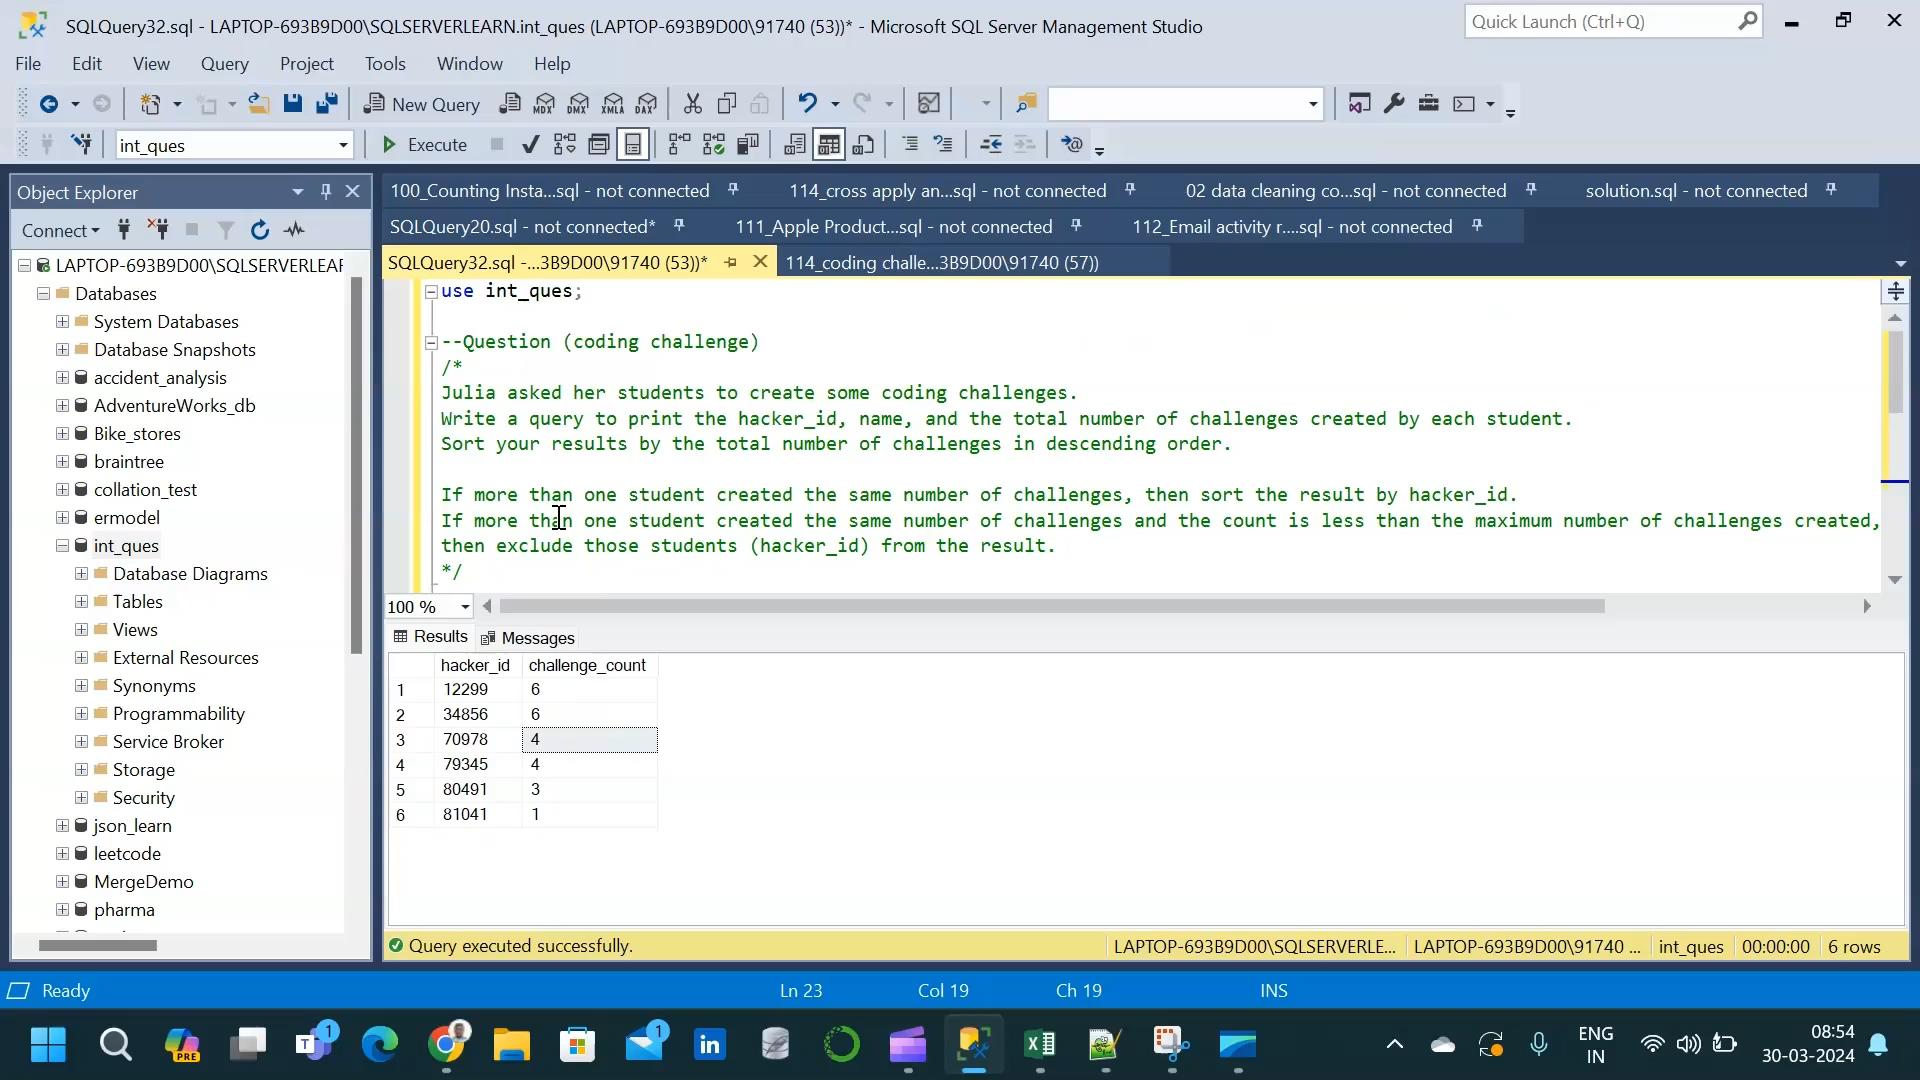 SQLQuery32.sql - LAPTOP-693B9D00\SQLSERVERLEARN.int_ques (LAPTOP-693B9D00\91740 (53))* - Microsoft SQL Server Management Studio
Quick Launch (Ctrl+Q)
File Edit View Query Project Tools Window Help
New Query
MDX DMX XMLA DAX
int_ques
Execute
Object Explorer
Connect
LAPTOP-693B9D00\SQLSERVERLEAR
Databases
System Databases
Database Snapshots
accident_analysis
AdventureWorks_db
Bike_stores
braintree
collation_test
ermodel
int_ques
Database Diagrams
Tables
Views
External Resources
Synonyms
Programmability
Service Broker
Storage
Security
json_learn
leetcode
MergeDemo
pharma
100_Counting Insta...sql - not connected
114_cross apply an...sql - not connected
02 data cleaning co...sql - not connected
solution.sql - not connected
SQLQuery20.sql - not connected*
111_Apple Product...sql - not connected
112_Email activity r....sql - not connected
SQLQuery32.sql -...3B9D00\91740 (53))*
114_coding challe...3B9D00\91740 (57))
use int_ques;
--Question (coding challenge)
/*
Julia asked her students to create some coding challenges.
Write a query to print the hacker_id, name, and the total number of challenges created by each student.
Sort your results by the total number of challenges in descending order.
If more than one student created the same number of challenges, then sort the result by hacker_id.
If more than one student created the same number of challenges and the count is less than the maximum number of challenges created,
then exclude those students (hacker_id) from the result.
*/
100 %
Results Messages
hacker_id challenge_count
1 12299 6
2 34856 6
3 70978 4
4 79345 4
5 80491 3
6 81041 1
Query executed successfully.
LAPTOP-693B9D00\SQLSERVERLE...
LAPTOP-693B9D00\91740 ...
int_ques
00:00:00
6 rows
Ready
Ln 23
Col 19
Ch 19
INS
PRE
1
1
ENG
IN
08:54
30-03-2024